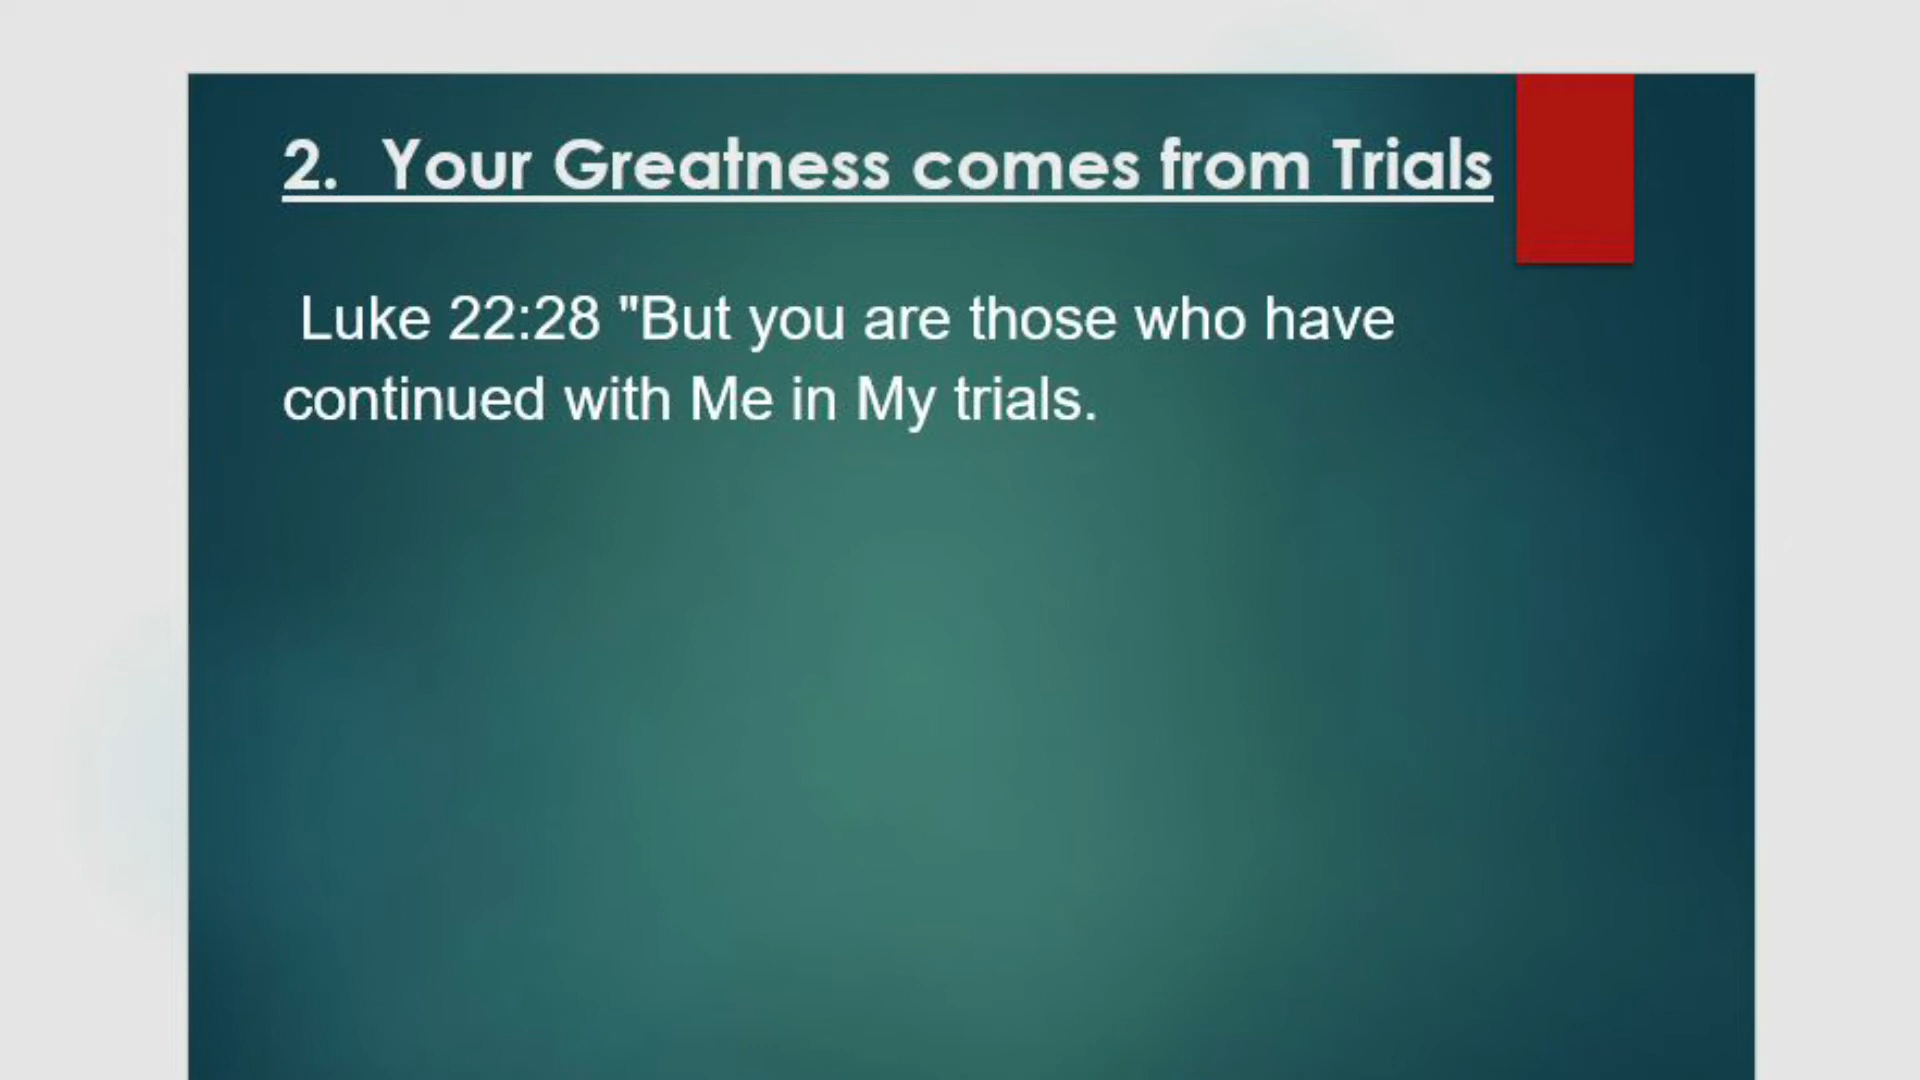 2. Your Greatness comes from Trials
Luke 22:28 "But you are those who have
continued with Me in My trials.